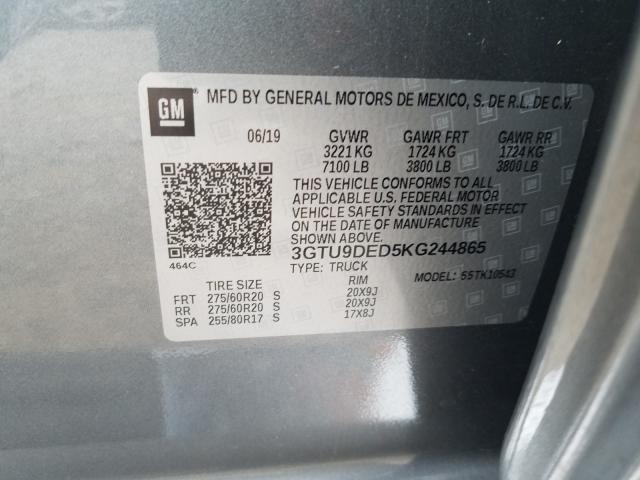 GM
MFD BY GENERAL MOTORS DE MEXICO, S. DE R.L. DE C.V.
06/19 GVWR GAWR FRT GAWR RR
3221 KG 1724 KG 1724 KG
7100 LB 3800 LB 3800 LB
THIS VEHICLE CONFORMS TO ALL
APPLICABLE U.S. FEDERAL MOTOR
VEHICLE SAFETY STANDARDS IN EFFECT
ON THE DATE OF MANUFACTURE
SHOWN ABOVE.
3GTU9DED5KG244865
464C
TYPE: TRUCK MODEL: 55TK10543
TIRE SIZE RIM
FRT 275/60R20 S 20X9J
RR 275/60R20 S 20X9J
SPA 255/80R17 S 17X8J